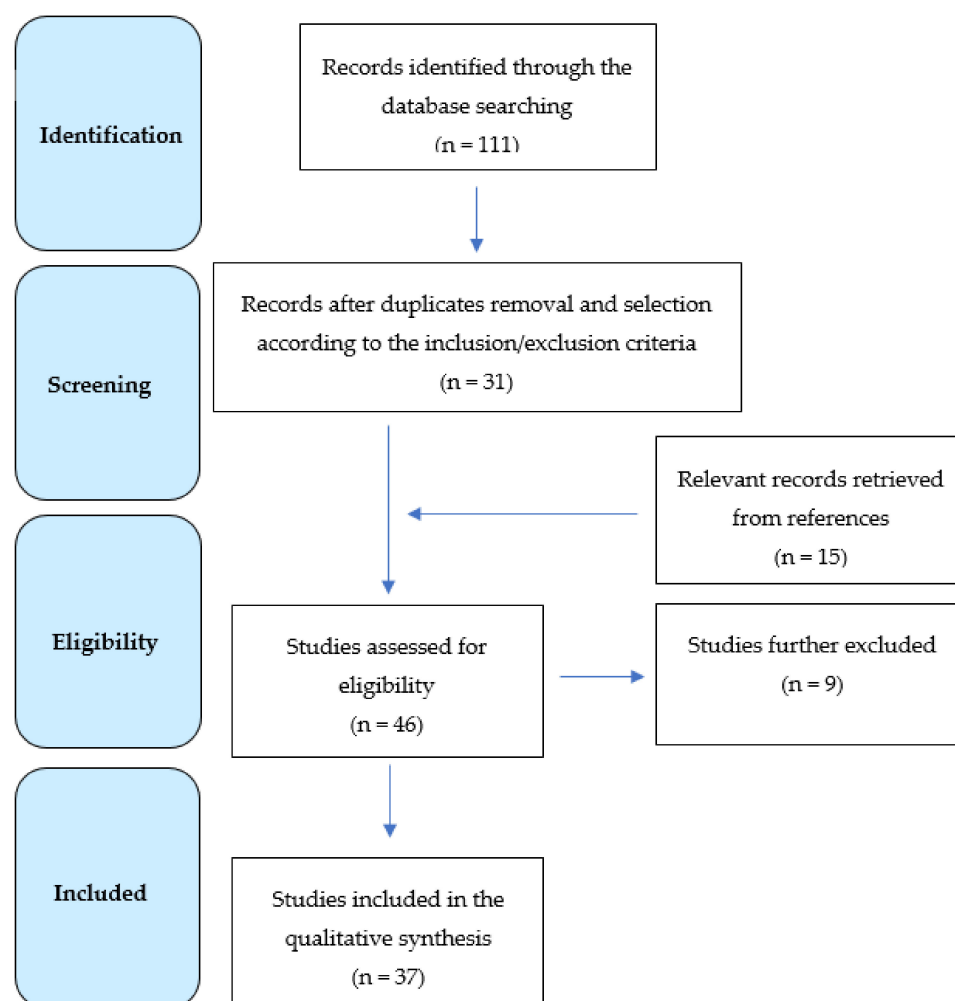 Identification
Records identified through the
database searching
(n = 111)
Records after duplicates removal and selection
according to the inclusion/exclusion criteria
(n = 31)
Screening
Relevant records retrieved
from references
(n = 15)
Eligibility
Studies assessed for
eligibility
(n = 46)
Studies further excluded
(n = 9)
Included
Studies included in the
qualitative synthesis
(n = 37)